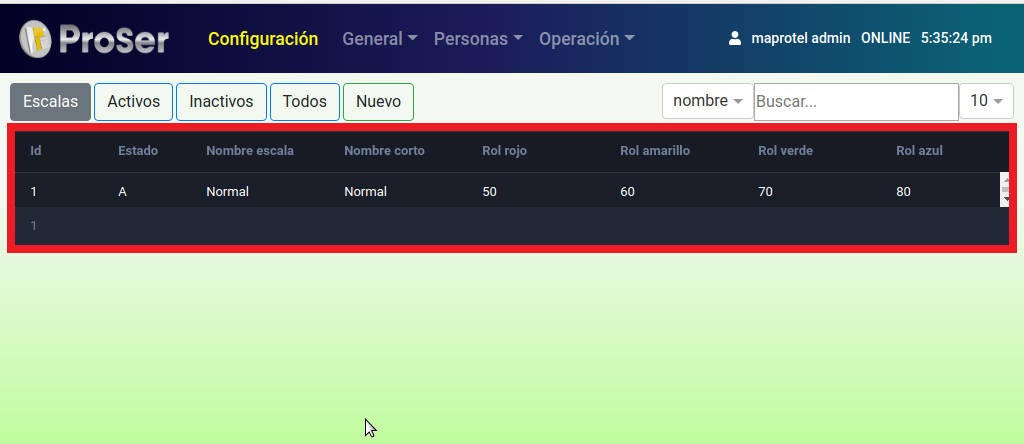 ProSer Configuración General Personas Operación maprotel admin ONLINE 5:35:24 pm
Escalas Activos Inactivos Todos Nuevo nombre Buscar... 10
Id Estado Nombre escala Nombre corto Rol rojo Rol amarillo Rol verde Rol azul
1 A Normal Normal 50 60 70 80
1